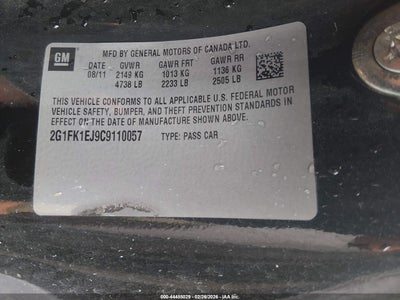 GM
MFD BY GENERAL MOTORS OF CANADA LTD.
DATE GVWR GAWR FRT GAWR RR
08/11 2149 KG 1013 KG 1136 KG
4738 LB 2233 LB 2505 LB
THIS VEHICLE CONFORMS TO ALL APPLICABLE U.S. FEDERAL MOTOR
VEHICLE SAFETY, BUMPER, AND THEFT PREVENTION STANDARDS IN
EFFECT ON THE DATE OF MANUFACTURE SHOWN ABOVE.
2G1FK1EJ9C9110057 TYPE: PASS CAR
000-44455029 - 02/26/2026 - IAA Inc.